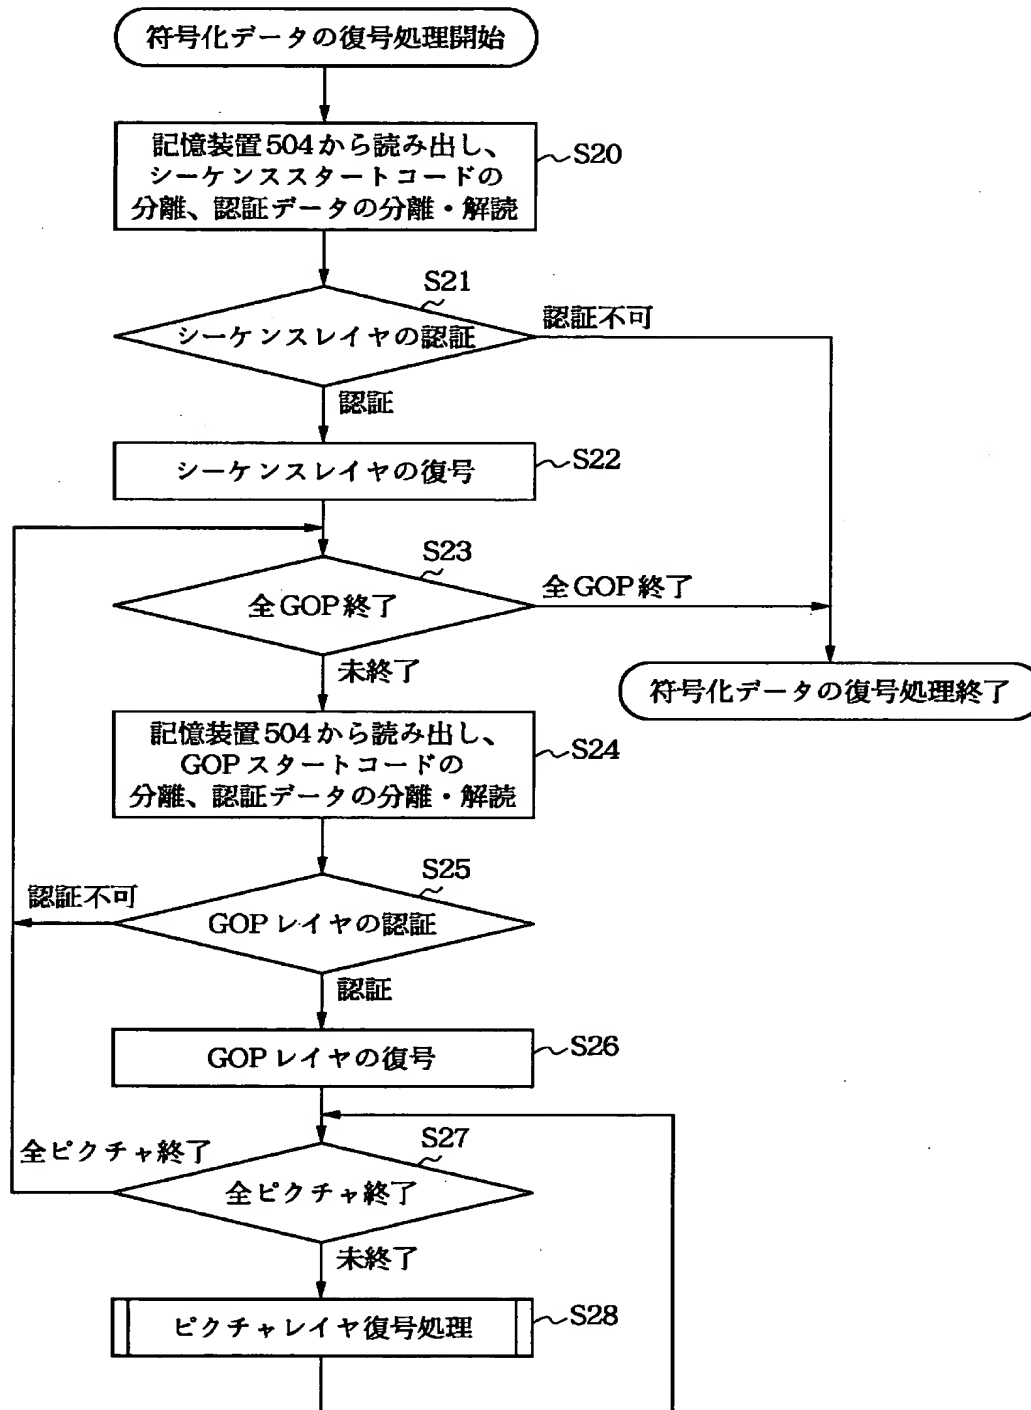 符号化データの復号処理開始
記憶装置504から読み出し、
シーケンススタートコードの
分離、認証データの分離・解読
S20
S21
シーケンスレイヤの認証
認証不可
認証
シーケンスレイヤの復号
S22
S23
全GOP終了
全GOP終了
未終了
符号化データの復号処理終了
記憶装置504から読み出し、
GOPスタートコードの
分離、認証データの分離・解読
S24
S25
認証不可
GOPレイヤの認証
認証
GOPレイヤの復号
S26
S27
全ピクチャ終了
全ピクチャ終了
未終了
ピクチャレイヤ復号処理
S28